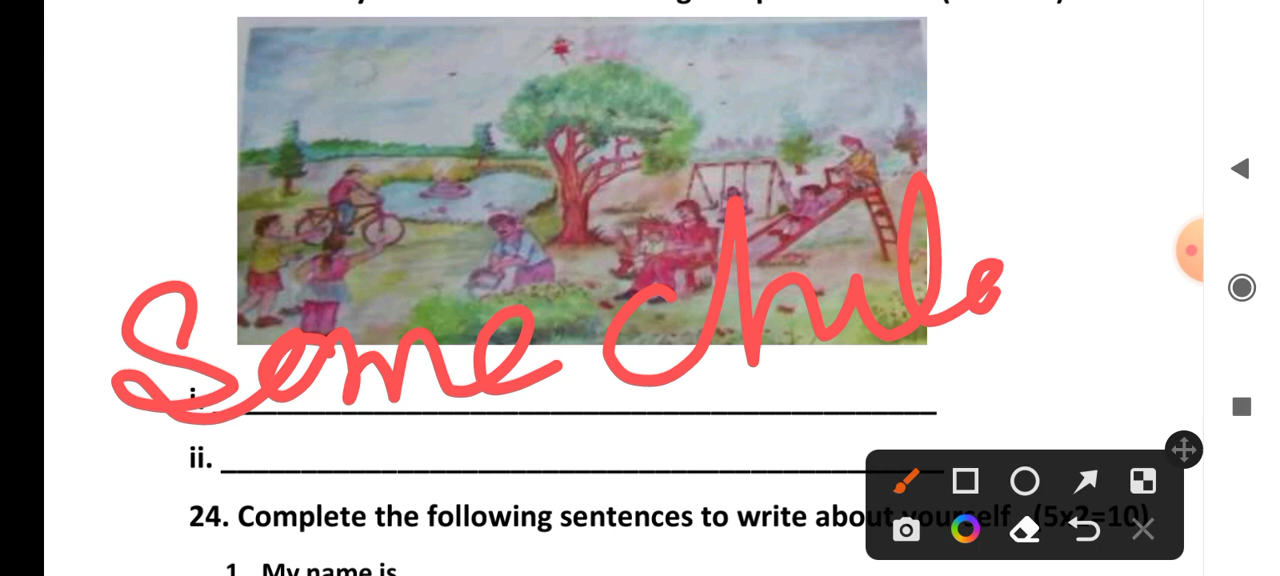 Some chile
i.
ii.
24. Complete the following sentences to write about yourself. (5x2=10)
1. My name is